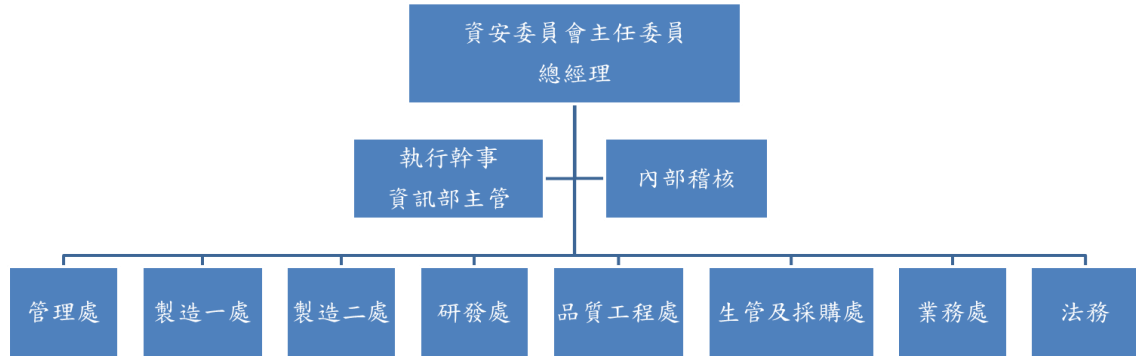 資安委員會主任委員
總經理
執行幹事
資訊部主管
內部稽核
管理處
製造一處
製造二處
研發處
品質工程處
生管及採購處
業務處
法務